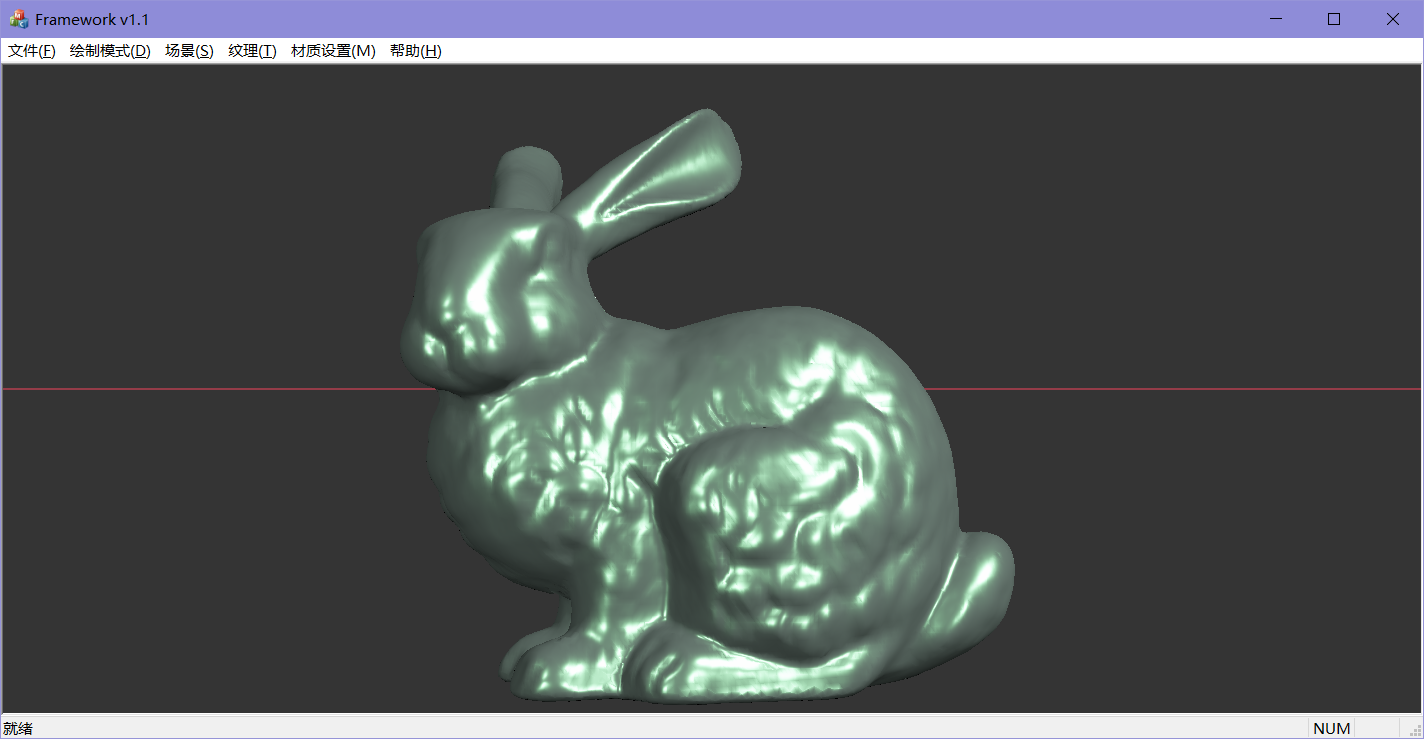 Framework v1.1
文件(F) 绘制模式(D) 场景(S) 纹理(T) 材质设置(M) 帮助(H)
就绪 NUM